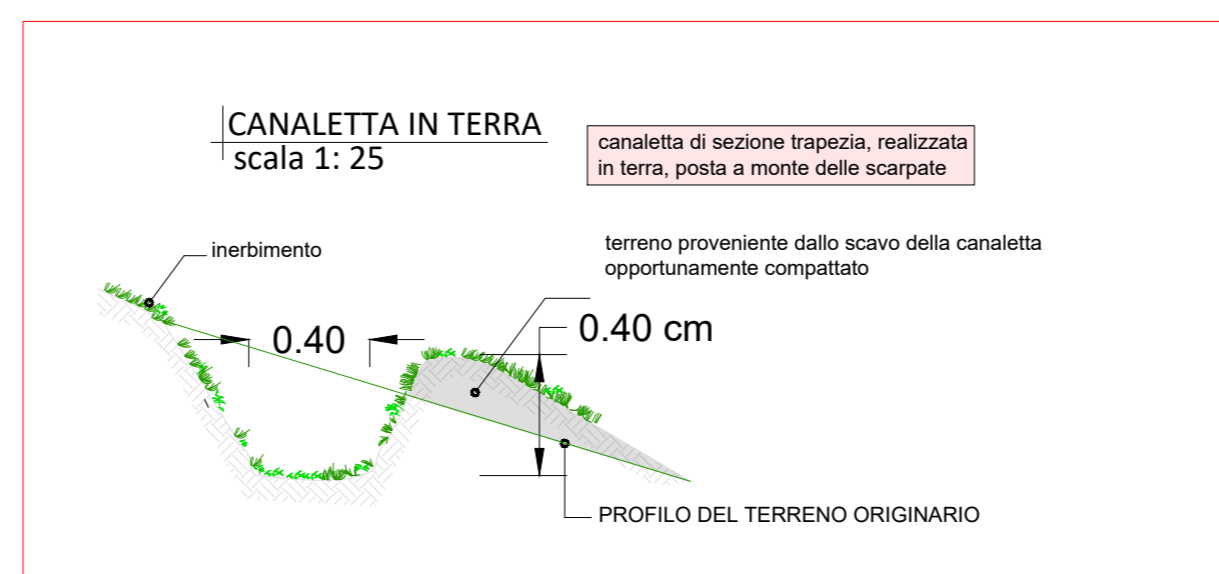 CANALETTA IN TERRA
scala 1: 25
canaletta di sezione trapezia, realizzata
in terra, posta a monte delle scarpate
inerbimento
terreno proveniente dallo scavo della canaletta
opportunamente compattato
0.40
0.40 cm
PROFILO DEL TERRENO ORIGINARIO